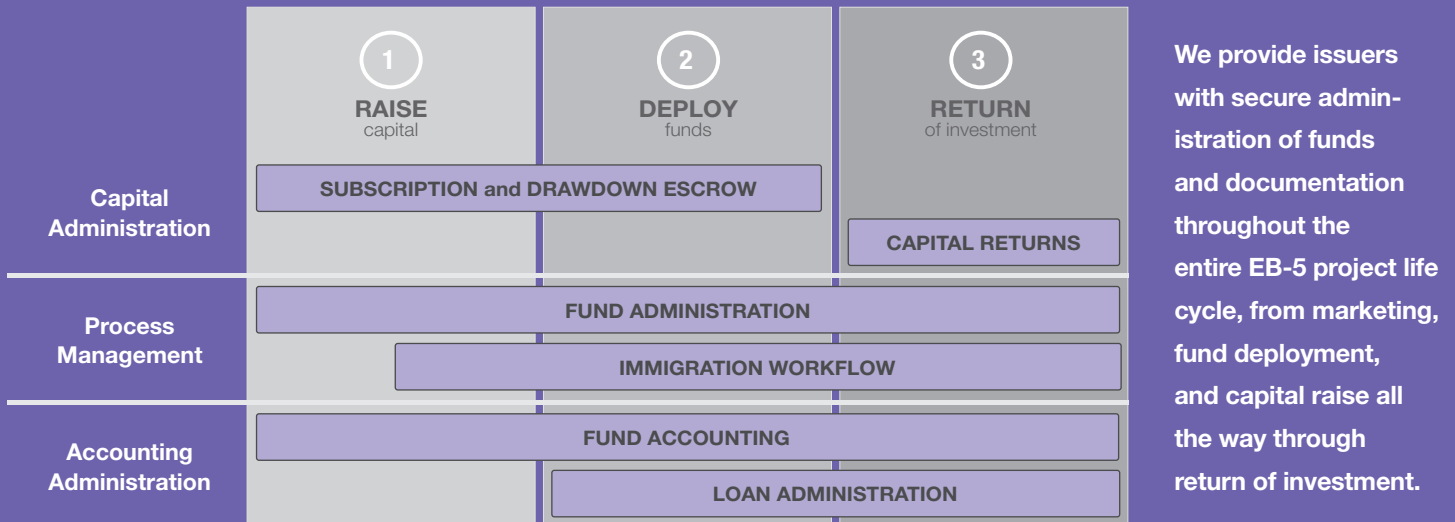 1
RAISE
capital
2
DEPLOY
funds
3
RETURN
of investment
Capital
Administration
SUBSCRIPTION and DRAWDOWN ESCROW
CAPITAL RETURNS
Process
Management
FUND ADMINISTRATION
IMMIGRATION WORKFLOW
Accounting
Administration
FUND ACCOUNTING
LOAN ADMINISTRATION
We provide issuers
with secure admin-
istration of funds
and documentation
throughout the
entire EB-5 project life
cycle, from marketing,
fund deployment,
and capital raise all
the way through
return of investment.